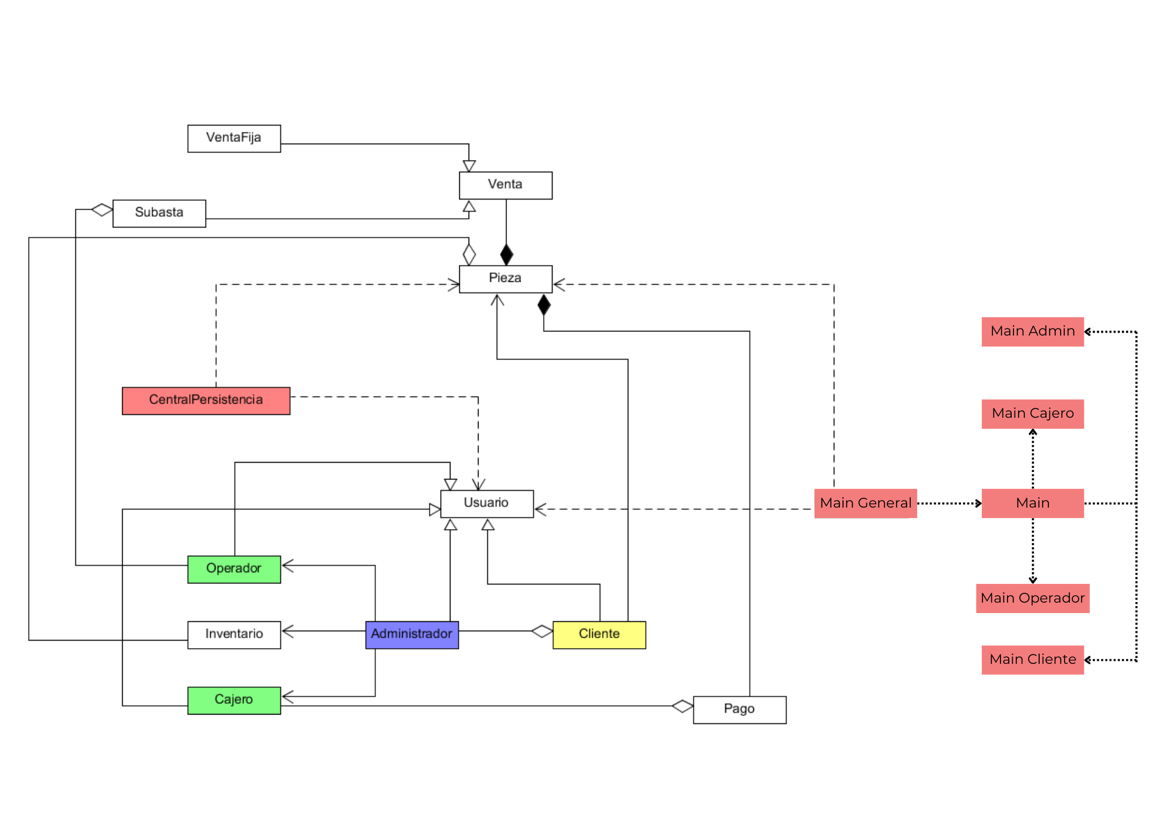 VentaFija
Venta
Subasta
Pieza
Main Admin
CentralPersistencia
Main Cajero
Usuario
Main General
Main
Operador
Main Operador
Inventario
Administrador
Cliente
Main Cliente
Cajero
Pago